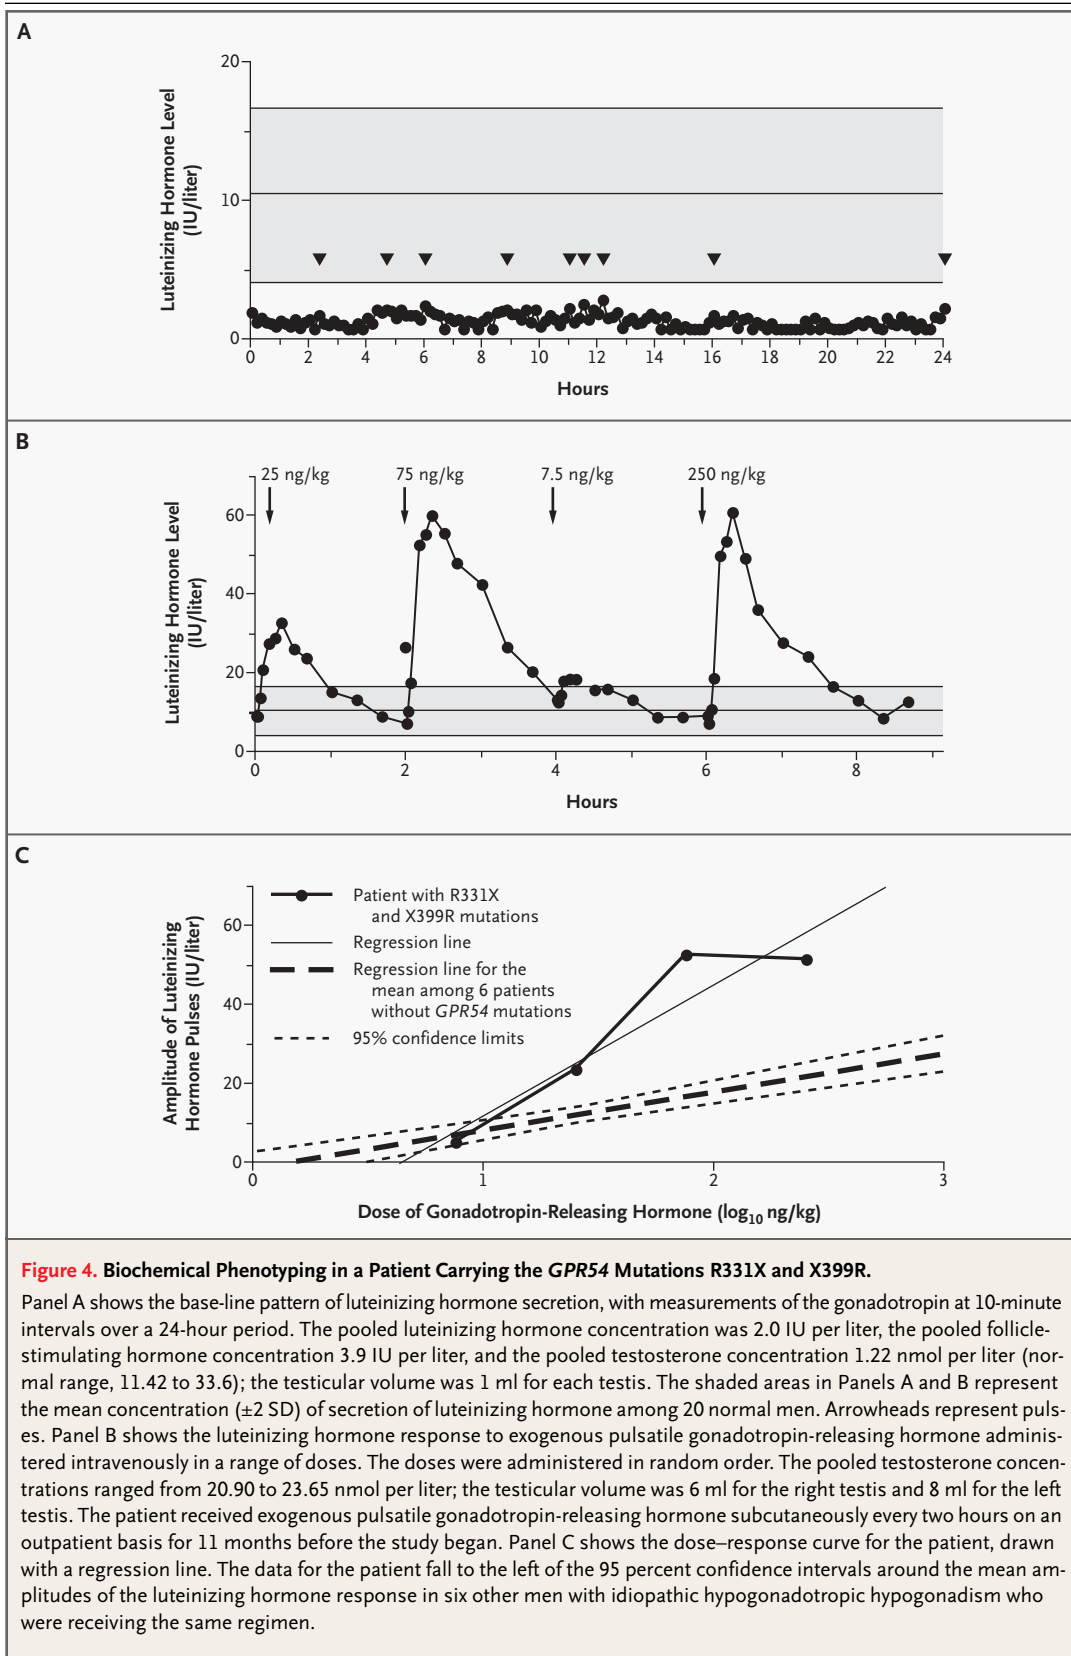 A
Luteinizing Hormone Level
(IU/liter)
20
10
0
0 2 4 6 8 10 12 14 16 18 20 22 24
Hours
B
25 ng/kg 75 ng/kg 7.5 ng/kg 250 ng/kg
Luteinizing Hormone Level
(IU/liter)
60
40
20
0
0 2 4 6 8
Hours
C
Amplitude of Luteinizing
Hormone Pulses (IU/liter)
60
40
20
0
Patient with R331X
and X399R mutations
Regression line
Regression line for the
mean among 6 patients
without GPR54 mutations
95% confidence limits
0 1 2 3
Dose of Gonadotropin-Releasing Hormone (log10 ng/kg)
Figure 4. Biochemical Phenotyping in a Patient Carrying the GPR54 Mutations R331X and X399R.
Panel A shows the base-line pattern of luteinizing hormone secretion, with measurements of the gonadotropin at 10-minute
intervals over a 24-hour period. The pooled luteinizing hormone concentration was 2.0 IU per liter, the pooled follicle-
stimulating hormone concentration 3.9 IU per liter, and the pooled testosterone concentration 1.22 nmol per liter (nor-
mal range, 11.42 to 33.6); the testicular volume was 1 ml for each testis. The shaded areas in Panels A and B represent
the mean concentration (±2 SD) of secretion of luteinizing hormone among 20 normal men. Arrowheads represent puls-
es. Panel B shows the luteinizing hormone response to exogenous pulsatile gonadotropin-releasing hormone adminis-
tered intravenously in a range of doses. The doses were administered in random order. The pooled testosterone concen-
trations ranged from 20.90 to 23.65 nmol per liter; the testicular volume was 6 ml for the right testis and 8 ml for the left
testis. The patient received exogenous pulsatile gonadotropin-releasing hormone subcutaneously every two hours on an
outpatient basis for 11 months before the study began. Panel C shows the dose–response curve for the patient, drawn
with a regression line. The data for the patient fall to the left of the 95 percent confidence intervals around the mean am-
plitudes of the luteinizing hormone response in six other men with idiopathic hypogonadotropic hypogonadism who
were receiving the same regimen.